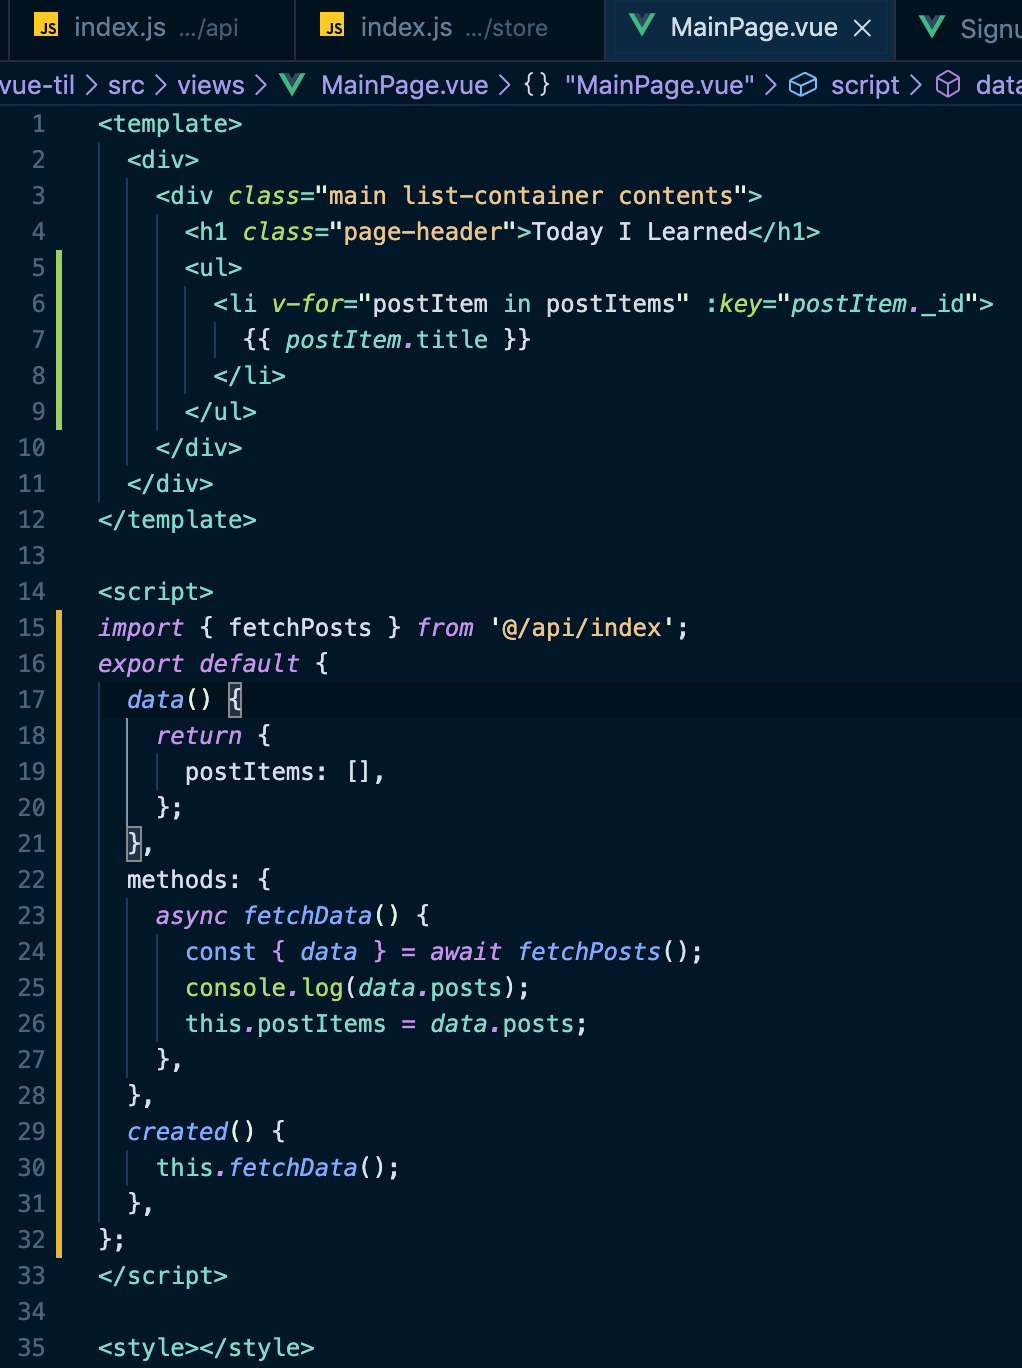 JS index.js .../api JS index.js .../store MainPage.vue × Signu
vue-til > src > views > MainPage.vue > {} "MainPage.vue" > script > data
1 <template>
2   <div>
3     <div class="main list-container contents">
4       <h1 class="page-header">Today I Learned</h1>
5       <ul>
6         <li v-for="postItem in postItems" :key="postItem._id">
7           {{ postItem.title }}
8         </li>
9       </ul>
10     </div>
11   </div>
12 </template>
13
14 <script>
15 import { fetchPosts } from '@/api/index';
16 export default {
17   data() {
18     return {
19       postItems: [],
20     };
21   },
22   methods: {
23     async fetchData() {
24       const { data } = await fetchPosts();
25       console.log(data.posts);
26       this.postItems = data.posts;
27     },
28   },
29   created() {
30     this.fetchData();
31   },
32 };
33 </script>
34
35 <style></style>